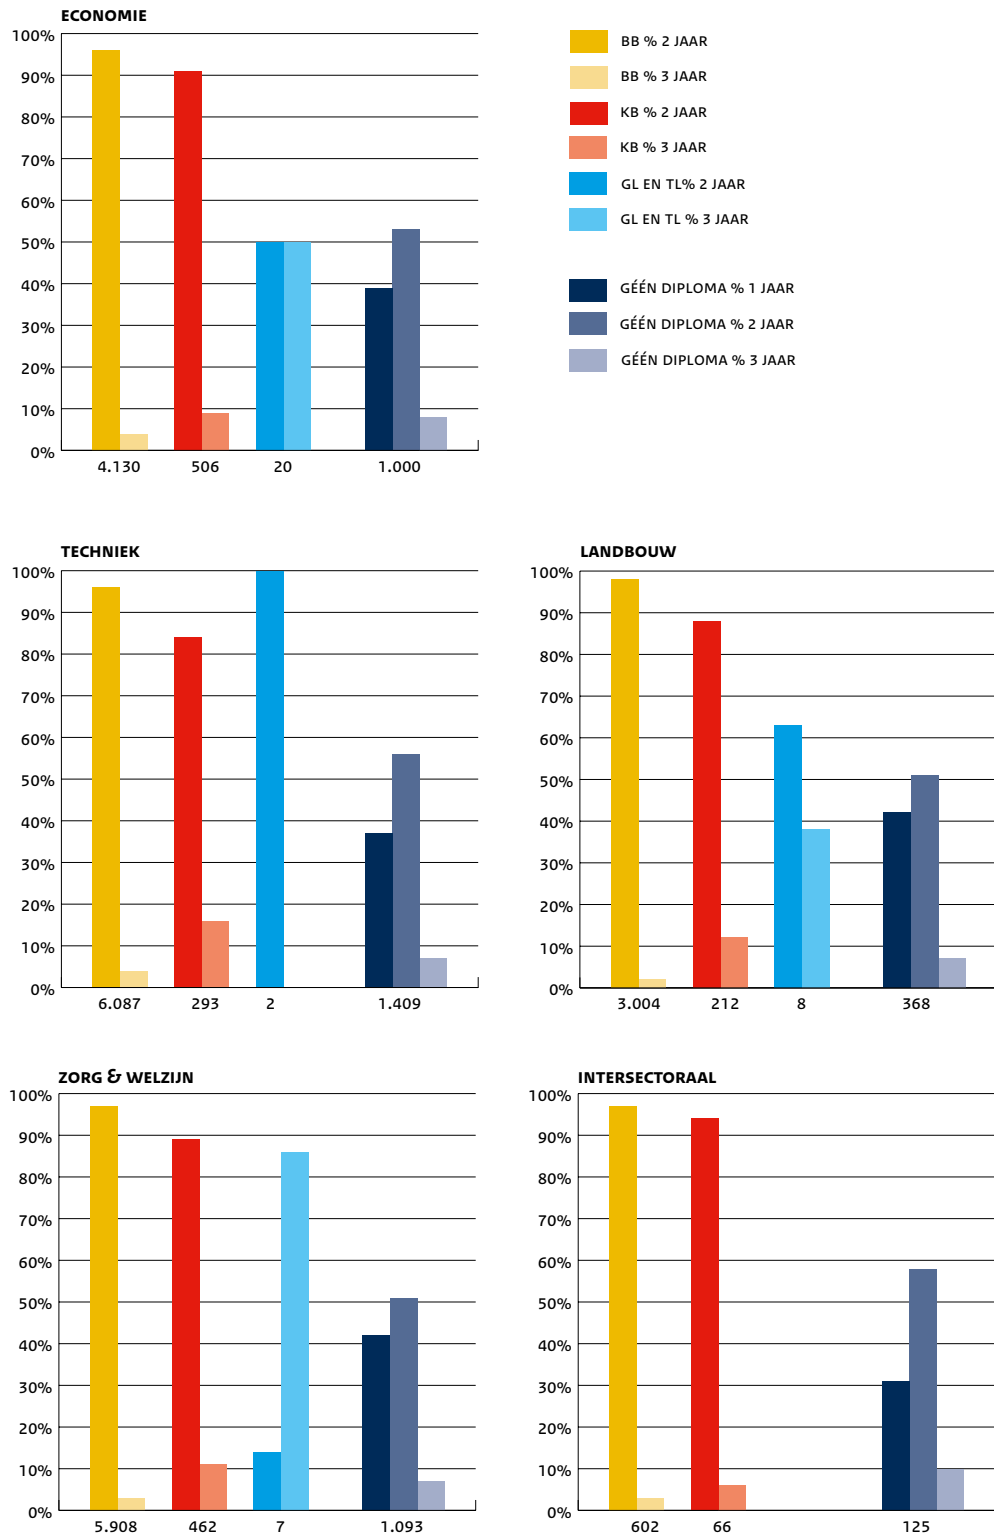 ECONOMIE
100%
90%
80%
70%
60%
50%
40%
30%
20%
10%
0%
4.130 506 20 1.000
BB % 2 JAAR
BB % 3 JAAR
KB % 2 JAAR
KB % 3 JAAR
GL EN TL% 2 JAAR
GL EN TL % 3 JAAR
GÉÉN DIPLOMA % 1 JAAR
GÉÉN DIPLOMA % 2 JAAR
GÉÉN DIPLOMA % 3 JAAR
TECHNIEK
100%
90%
80%
70%
60%
50%
40%
30%
20%
10%
0%
6.087 293 2 1.409
LANDBOUW
100%
90%
80%
70%
60%
50%
40%
30%
20%
10%
0%
3.004 212 8 368
ZORG & WELZIJN
100%
90%
80%
70%
60%
50%
40%
30%
20%
10%
0%
5.908 462 7 1.093
INTERSECTORAAL
100%
90%
80%
70%
60%
50%
40%
30%
20%
10%
0%
602 66 125